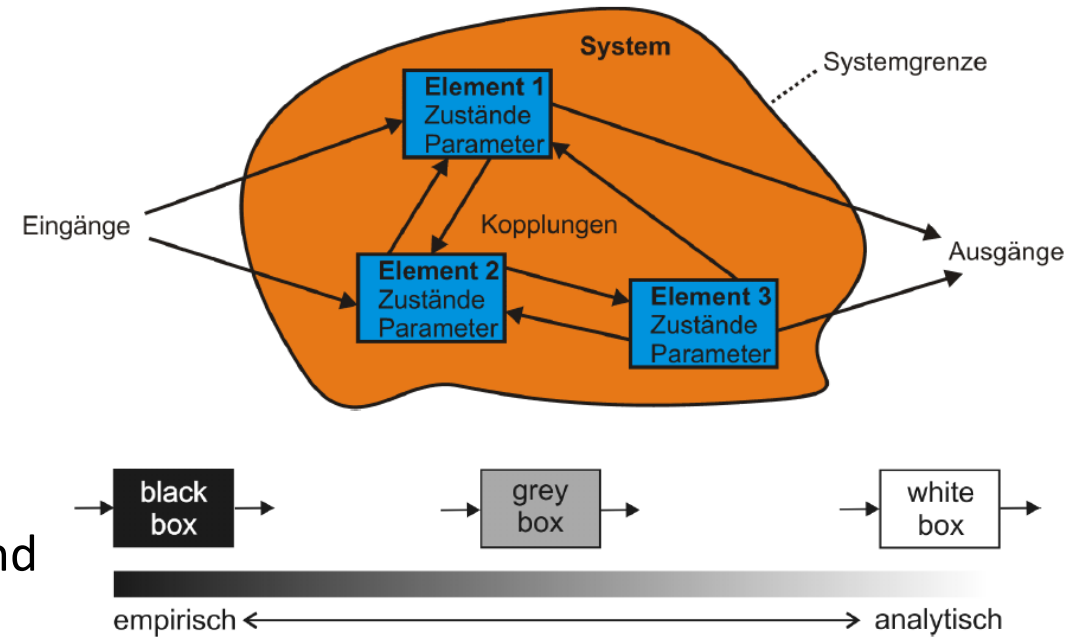 System
Systemgrenze
Element 1
Zustände
Parameter
Eingänge
Kopplungen
Ausgänge
Element 2
Zustände
Parameter
Element 3
Zustände
Parameter
black
box
grey
box
white
box
nd
empirisch
analytisch